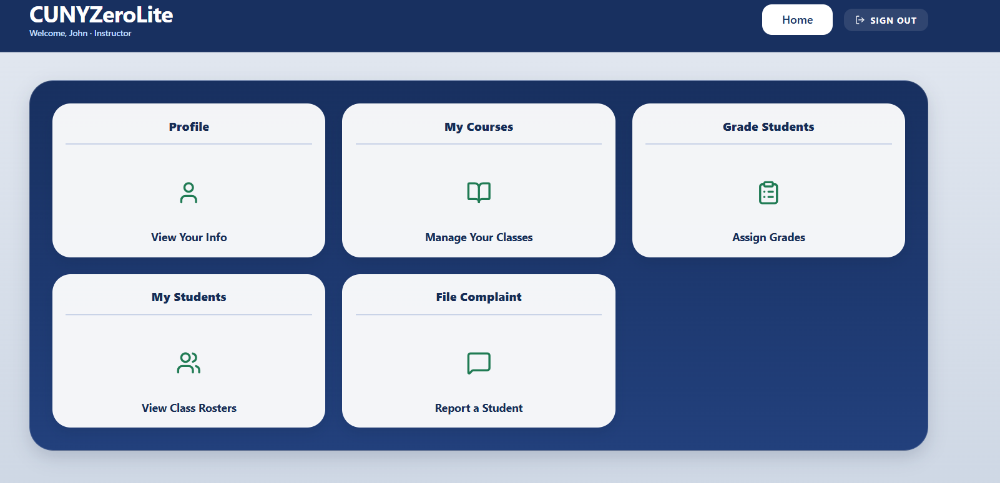 CUNYZeroLite
Welcome, John · Instructor
Home
SIGN OUT
Profile
View Your Info
My Courses
Manage Your Classes
Grade Students
Assign Grades
My Students
View Class Rosters
File Complaint
Report a Student